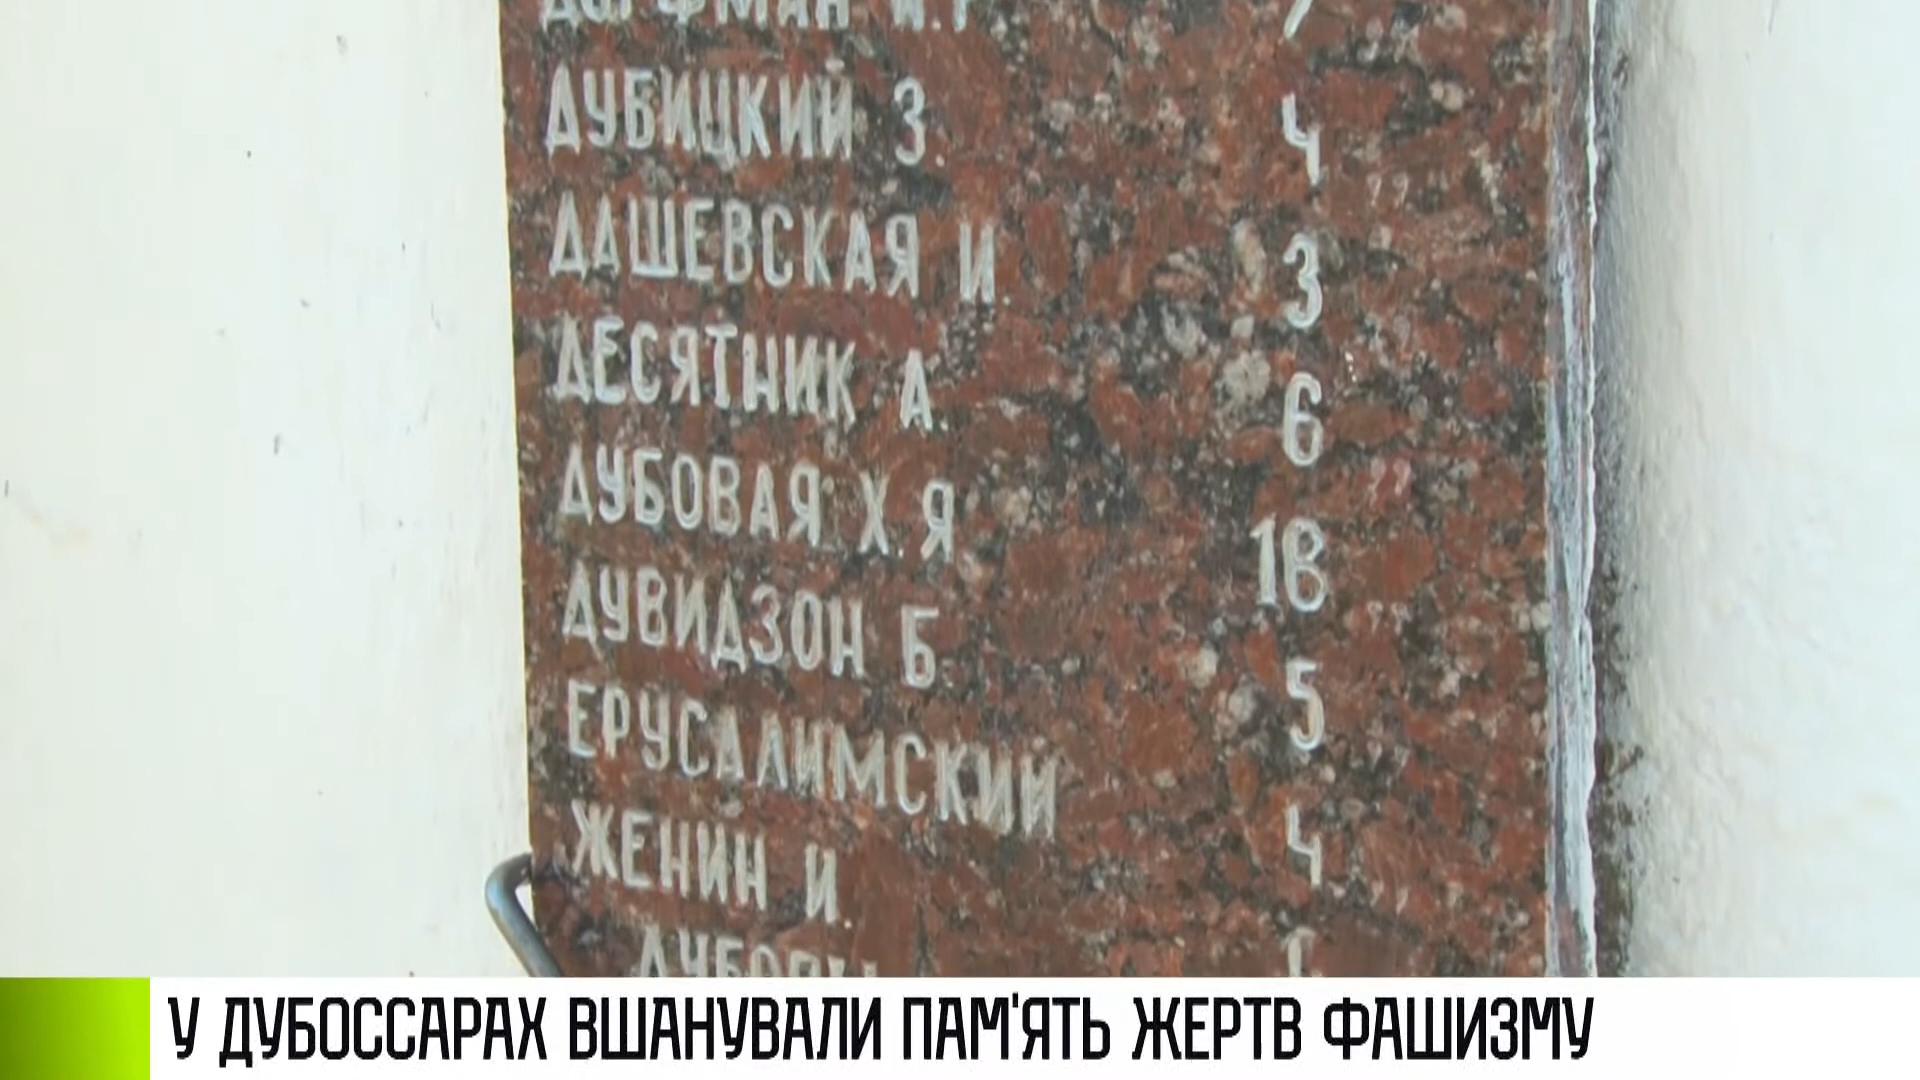 ДУБИЦКИЙ З. 4
ДАШЕВСКАЯ И. 3
ДЕСЯТНИК А. 6
ДУБОВАЯ Х. Я 18
ДУВИДЗОН Б. 5
ЕРУСАЛИМСКИЙ 4
ЖЕНИН И.
У ДУБОССАРАХ ВШАНУВАЛИ ПАМ'ЯТЬ ЖЕРТВ ФАШИЗМУ